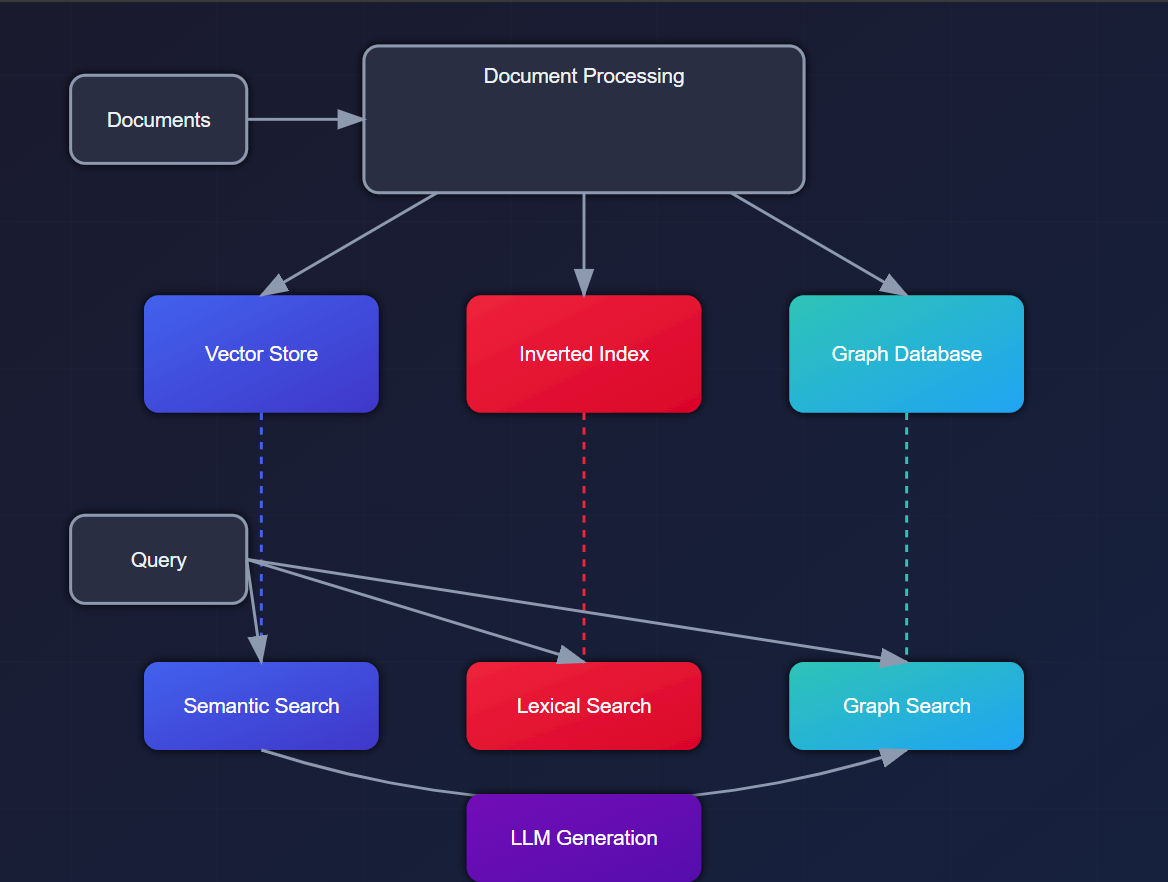 Document Processing
Documents
Vector Store
Inverted Index
Graph Database
Query
Semantic Search
Lexical Search
Graph Search
LLM Generation